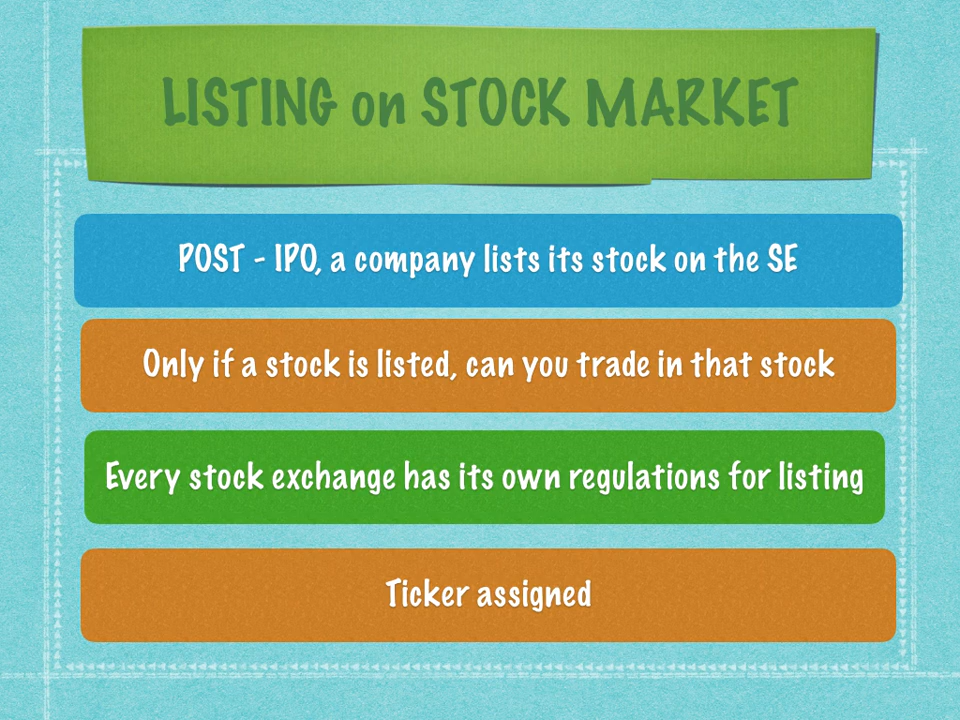 LISTING on STOCK MARKET
POST - IPO, a company lists its stock on the SE
Only if a stock is listed, can you trade in that stock
Every stock exchange has its own regulations for listing
Ticker assigned